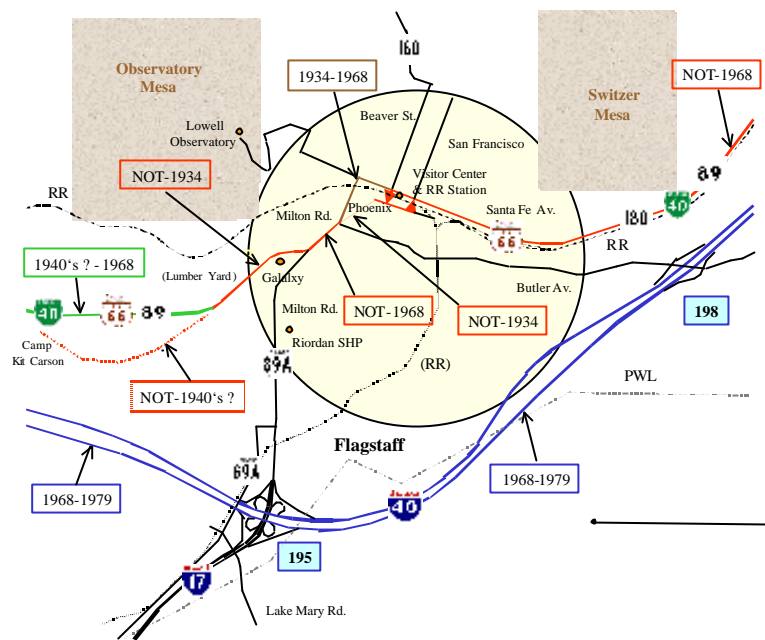 160
Observatory
Mesa
1934-1968
NOT-1968
Switzer
Mesa
Beaver St.
Lowell
Observatory
San Francisco
NOT-1934
Visitor Center
& RR Station
89
RR
Phoenix
40
Milton Rd.
Santa Fe Av.
180
66
RR
1940's ? - 1968
(Lumber Yard)
Galalxy
Butler Av.
40
66
89
Milton Rd.
NOT-1968
NOT-1934
198
Camp
Kit Carson
Riordan SHP
89A
(RR)
PWL
NOT-1940's ?
Flagstaff
89A
1968-1979
1968-1979
40
195
17
Lake Mary Rd.